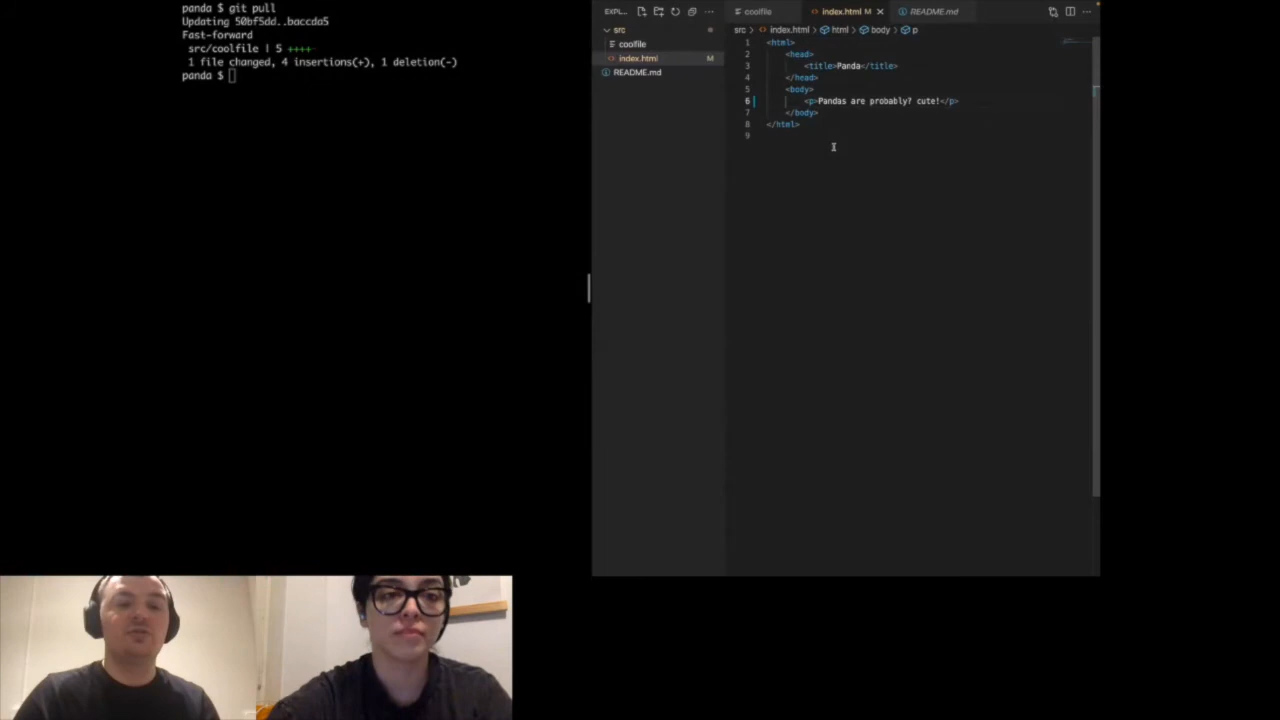 panda $ git pull
Updating 50bf5dd..baccda5
Fast-forward
src/coolfile | 5 ++++-
1 file changed, 4 insertions(+), 1 deletion(-)
panda $
EXPL...
src
coolfile
index.html M
README.md
coolfile
index.html M
README.md
src > index.html > html > body > p
1 <html>
2 <head>
3 <title>Panda</title>
4 </head>
5 <body>
6 <p>Pandas are probably? cute!</p>
7 </body>
8 </html>
9